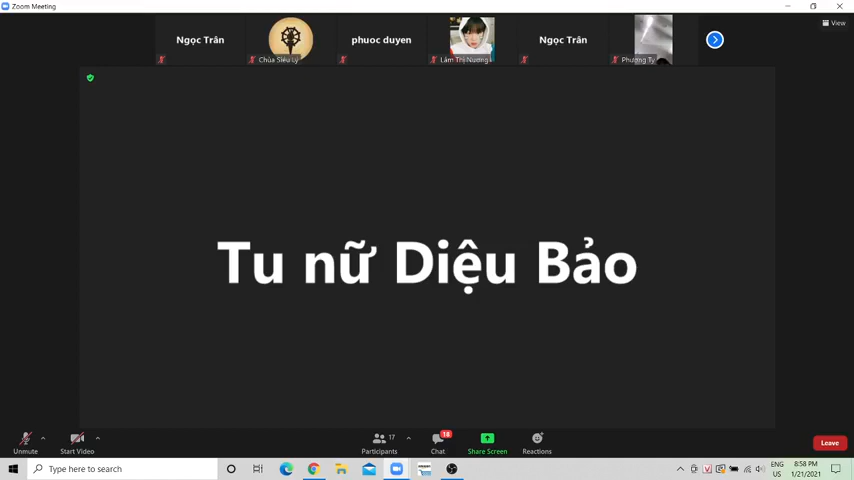 Zoom Meeting
View
Ngọc Trân
Chùa Siêu Lý
phuoc duyen
Lâm Thị Nương
Ngọc Trân
Phương Ty
Tu nữ Diệu Bảo
Unmute
Start Video
17
Participants
18
Chat
Share Screen
Reactions
Leave
Type here to search
ENG
US
8:58 PM
1/21/2021